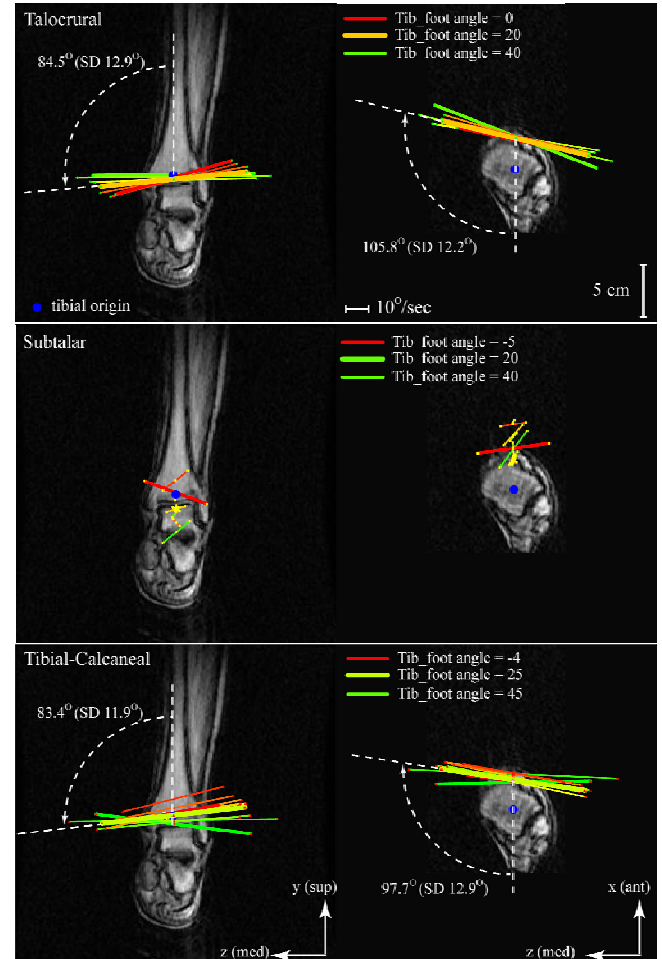 Talocrural
Tib_foot angle = 0
Tib_foot angle = 20
Tib_foot angle = 40
84.5° (SD 12.9°)
105.8° (SD 12.2°)
5 cm
tibial origin
10°/sec
Subtalar
Tib_foot angle = -5
Tib_foot angle = 20
Tib_foot angle = 40
Tibial-Calcaneal
Tib_foot angle = -4
Tib_foot angle = 25
Tib_foot angle = 45
83.4° (SD 11.9°)
97.7° (SD 12.9°)
y (sup)
x (ant)
z (med)
z (med)